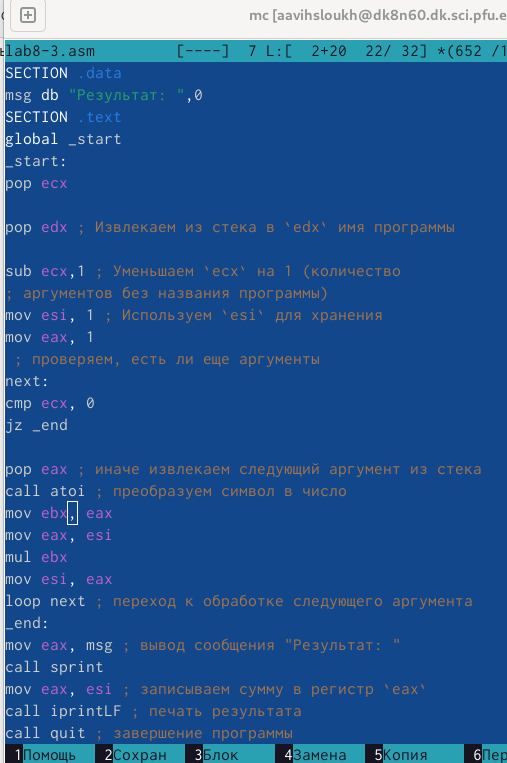 mc [aavihsloukh@dk8n60.dk.sci.pfu.e
lab8-3.asm [----] 7 L:[ 2+20 22/ 32] *(652 /1
SECTION .data
msg db "Результат: ",0
SECTION .text
global _start
_start:
pop ecx
pop edx ; Извлекаем из стека в `edx` имя программы
sub ecx,1 ; Уменьшаем `ecx` на 1 (количество
; аргументов без названия программы)
mov esi, 1 ; Используем `esi` для хранения
mov eax, 1
; проверяем, есть ли еще аргументы
next:
cmp ecx, 0
jz _end
pop eax ; иначе извлекаем следующий аргумент из стека
call atoi ; преобразуем символ в число
mov ebx, eax
mov eax, esi
mul ebx
mov esi, eax
loop next ; переход к обработке следующего аргумента
_end:
mov eax, msg ; вывод сообщения "Результат: "
call sprint
mov eax, esi ; записываем сумму в регистр `eax`
call iprintLF ; печать результата
call quit ; завершение программы
1Помощь 2Сохран 3Блок 4Замена 5Копия 6Пер